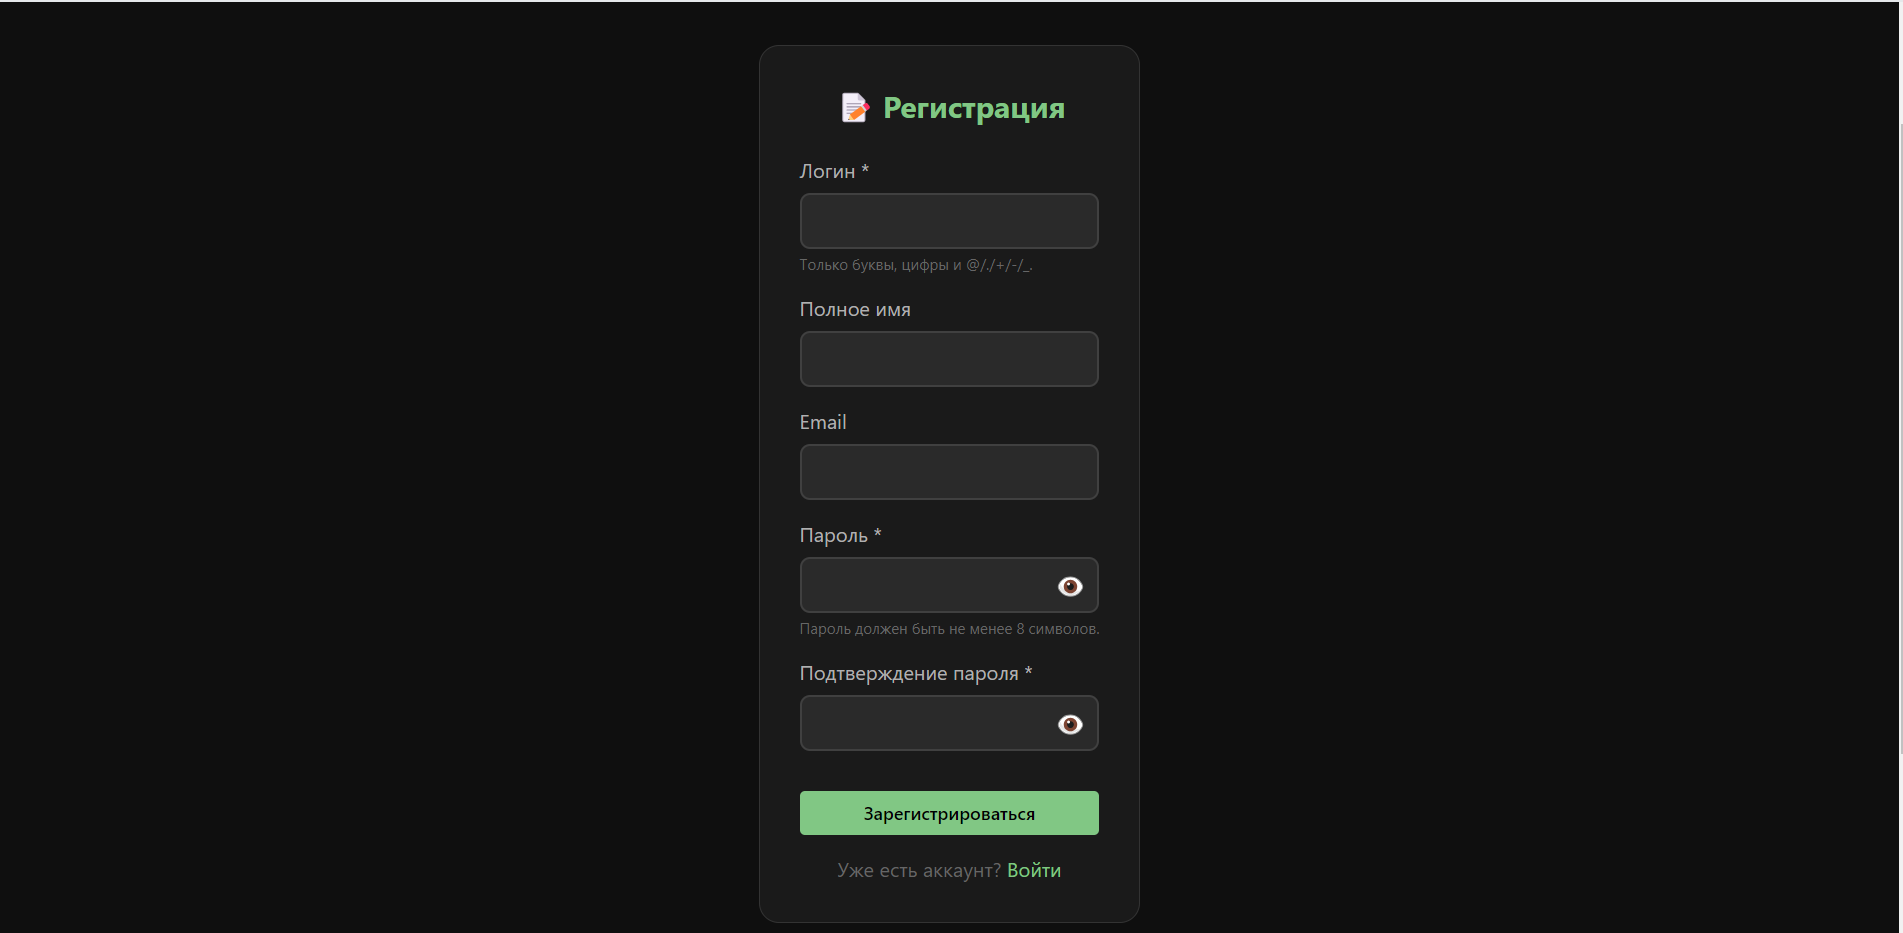 Регистрация
Логин *
Только буквы, цифры и @/./+/-/_.
Полное имя
Email
Пароль *
Пароль должен быть не менее 8 символов.
Подтверждение пароля *
Зарегистрироваться
Уже есть аккаунт? Войти